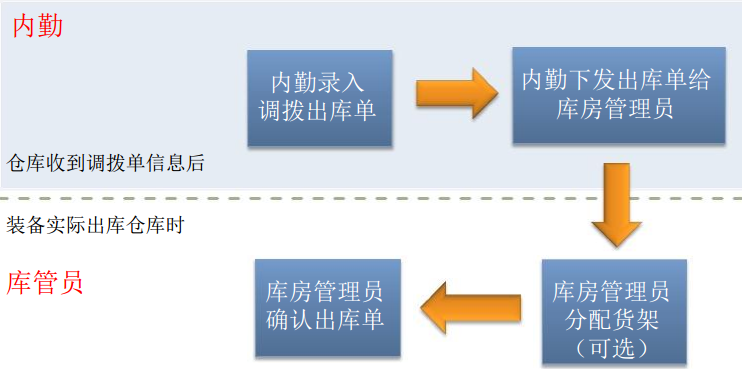 内勤
内勤录入
调拨出库单
内勤下发出库单给
库房管理员
仓库收到调拨单信息后
装备实际出库仓库时
库管员
库房管理员
确认出库单
库房管理员
分配货架
（可选）